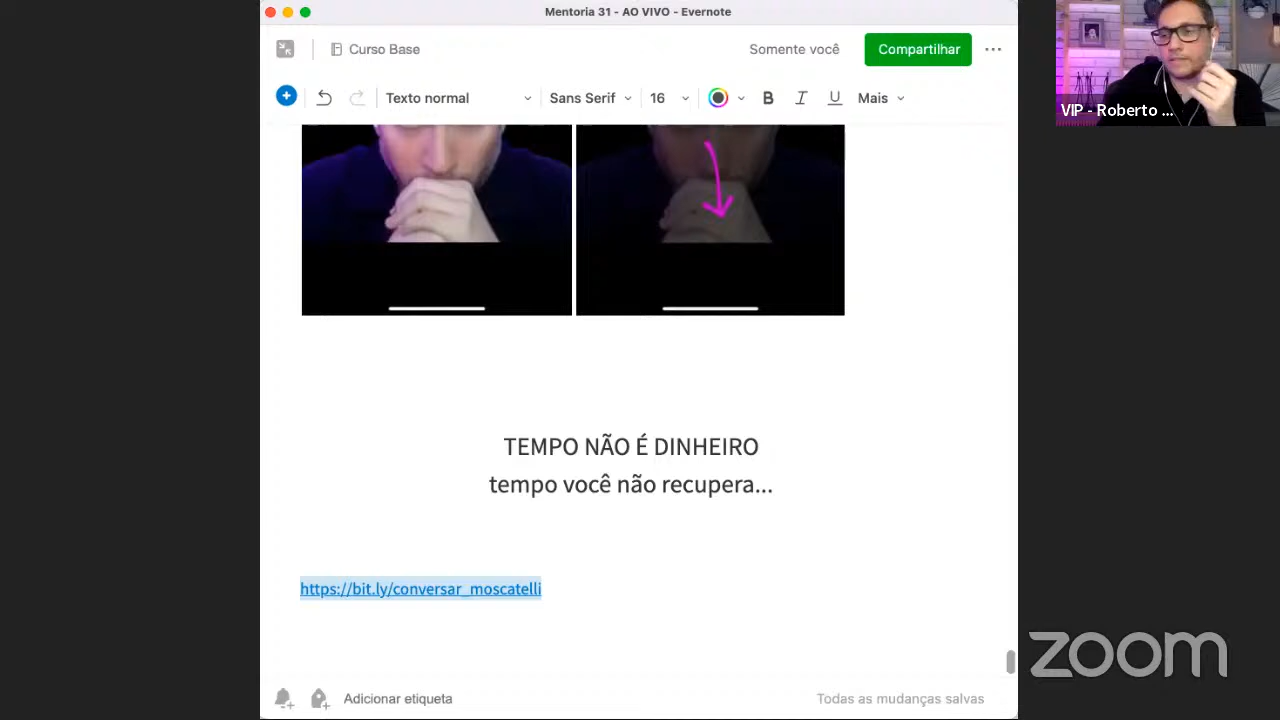 Mentoria 31 - AO VIVO - Evernote
Curso Base
Somente você
Compartilhar
Texto normal
Sans Serif
16
B I U Mais
VIP - Roberto ...
TEMPO NÃO É DINHEIRO
tempo você não recupera...
https://bit.ly/conversar_moscatelli
Adicionar etiqueta
Todas as mudanças salvas
zoom